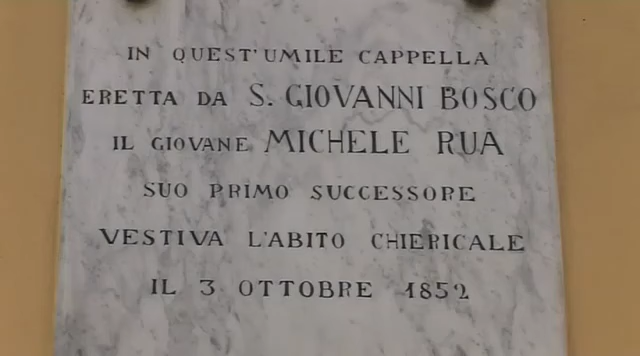 IN QUEST'UMILE CAPPELLA
ERETTA DA S. GIOVANNI BOSCO
IL GIOVANE MICHELE RUA
SUO PRIMO SUCCESSORE
VESTIVA L'ABITO CHIERICALE
IL 3 OTTOBRE 1852